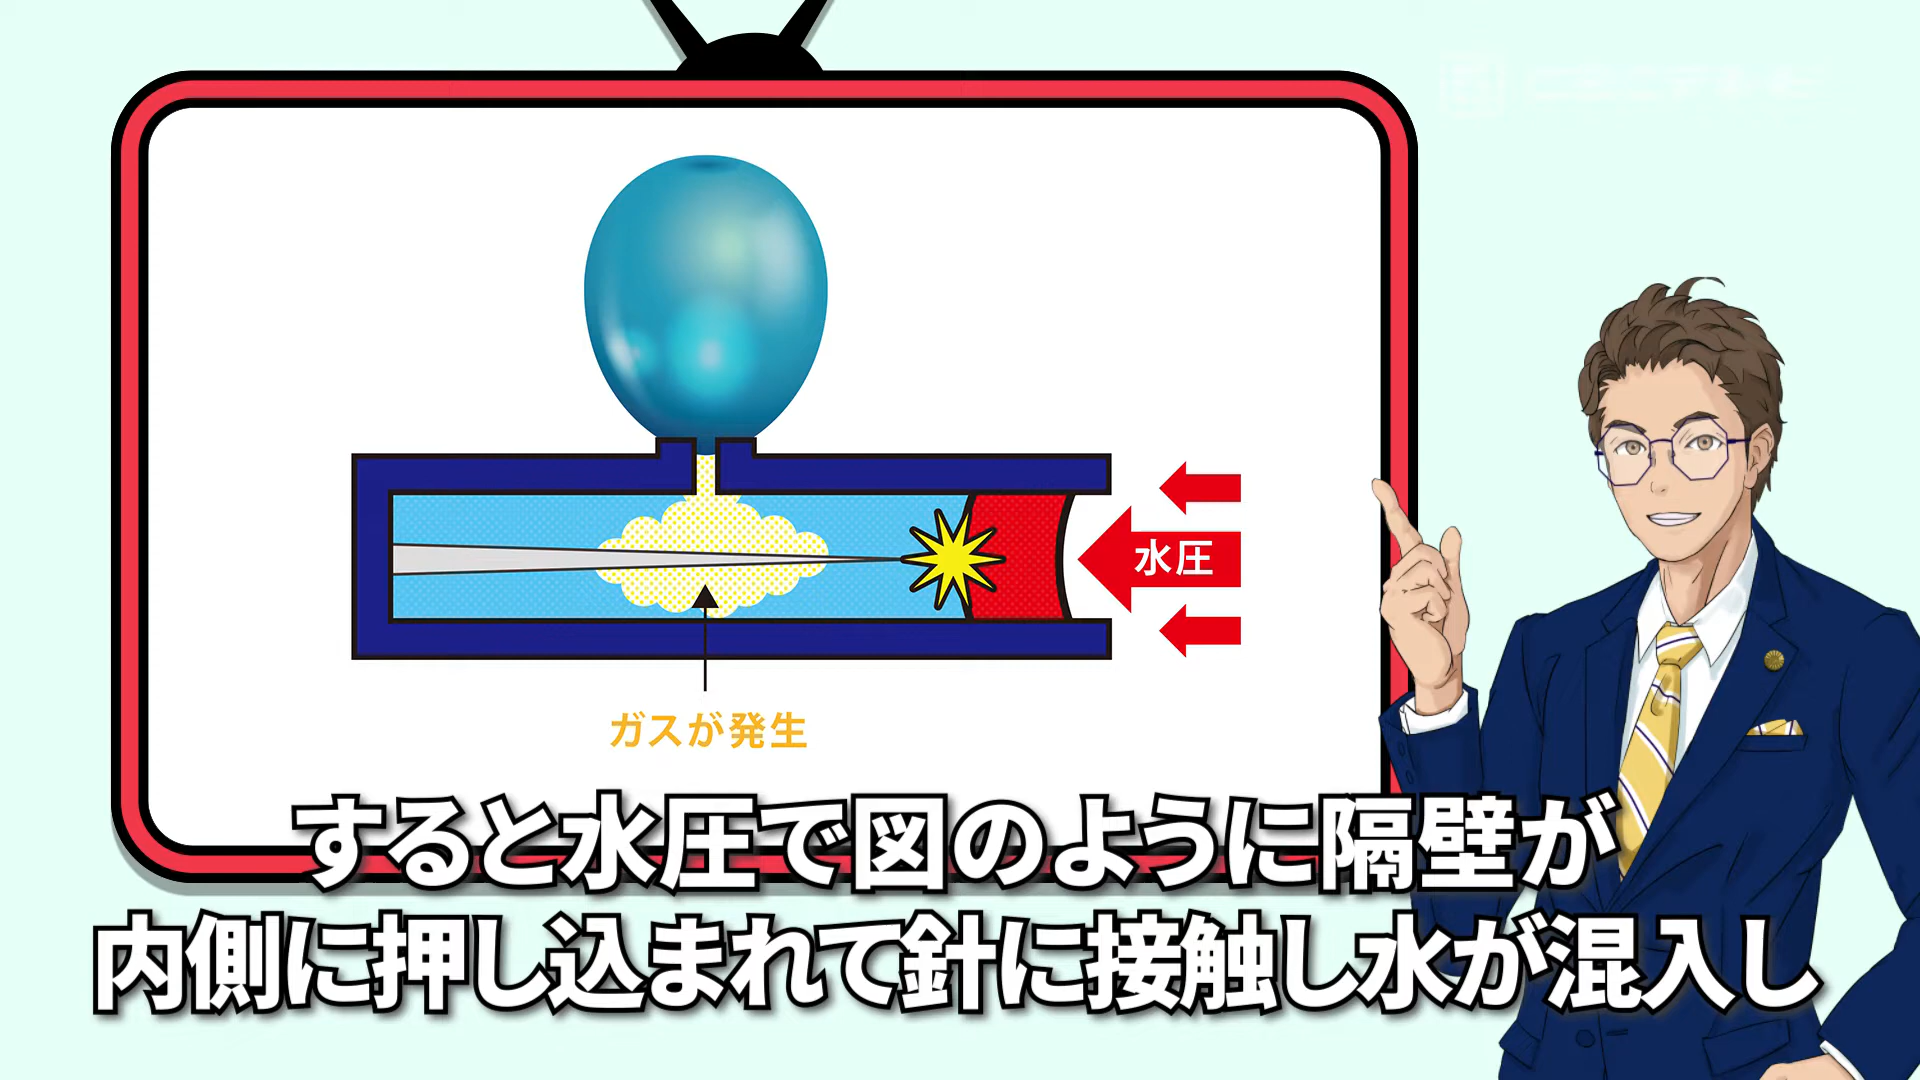 水圧
ガスが発生
すると水圧で図のように隔壁が
内側に押し込まれて針に接触し水が混入し